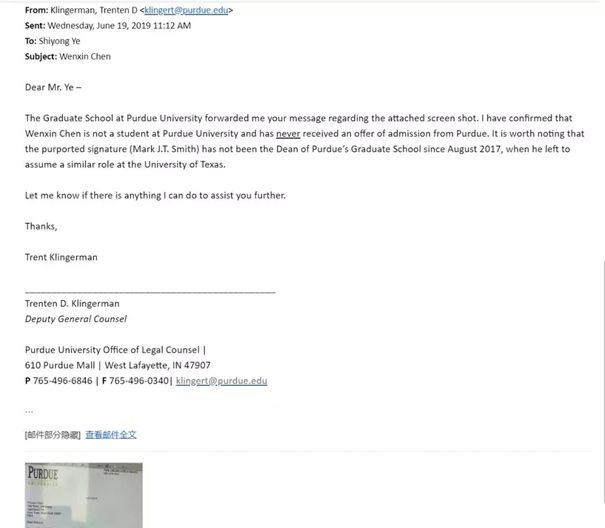 From: Klingerman, Trenten D <klingert@purdue.edu>
Sent: Wednesday, June 19, 2019 11:12 AM
To: Shiyong Ye
Subject: Wenxin Chen
Dear Mr. Ye –
The Graduate School at Purdue University forwarded me your message regarding the attached screen shot. I have confirmed that
Wenxin Chen is not a student at Purdue University and has never received an offer of admission from Purdue. It is worth noting that
the purported signature (Mark J.T. Smith) has not been the Dean of Purdue's Graduate School since August 2017, when he left to
assume a similar role at the University of Texas.
Let me know if there is anything I can do to assist you further.
Thanks,
Trent Klingerman
Trenten D. Klingerman
Deputy General Counsel
Purdue University Office of Legal Counsel |
610 Purdue Mall | West Lafayette, IN 47907
P 765-496-6846 | F 765-496-0340| klingert@purdue.edu
...
[邮件部分隐藏] 查看邮件全文
PURDUE
UNIVERSITY